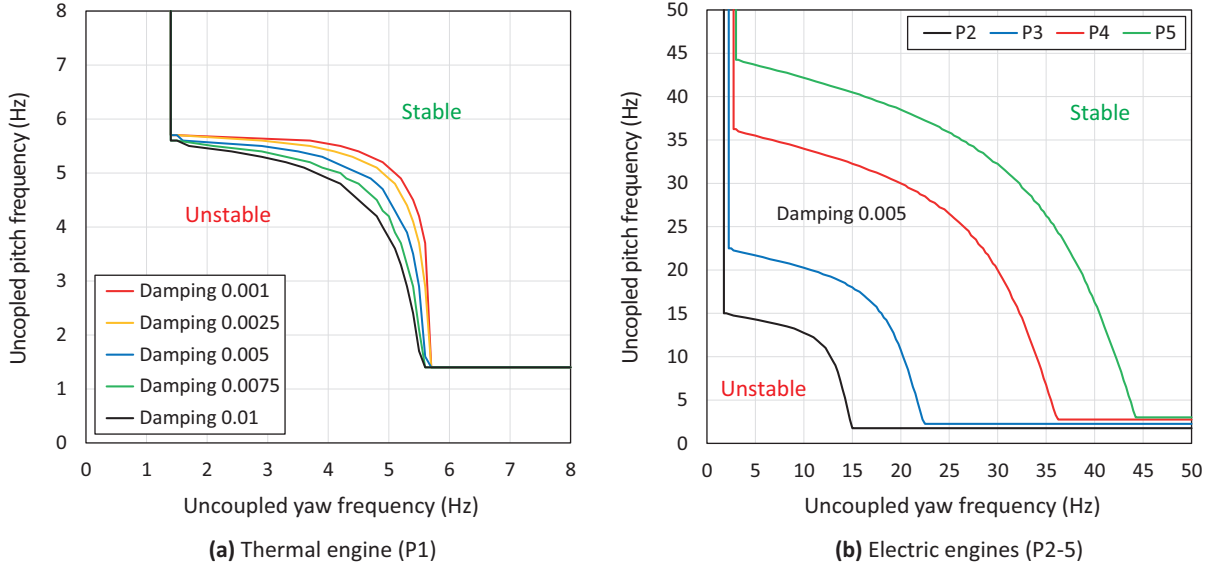 8
7
6
5
4
3
2
1
0
Uncopled pitch frequency (Hz)
Stable
Unstable
Damping 0.001
Damping 0.0025
Damping 0.005
Damping 0.0075
Damping 0.01
0 1 2 3 4 5 6 7 8
Uncoupled yaw frequency (Hz)
(a) Thermal engine (P1)
50
45
40
35
30
25
20
15
10
5
0
Uncoupled pitch frequency (Hz)
P2 P3 P4 P5
Stable
Damping 0.005
Unstable
0 5 10 15 20 25 30 35 40 45 50
Uncoupled yaw frequency (Hz)
(b) Electric engines (P2-5)